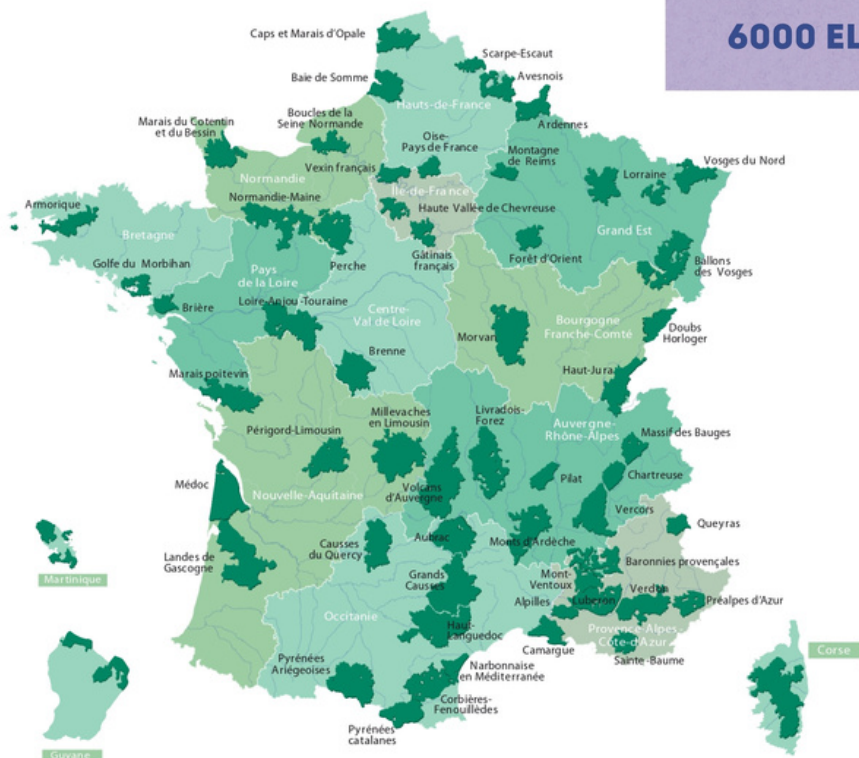 6000 EL
Caps et Marais d'Opale
Scarpe-Escaut
Baie de Somme
Avesnois
Hauts-de-France
Marais du Cotentin
et du Bessin
Boucles de la
Seine Normande
Ardennes
Oise-
Pays de France
Montagne
de Reims
Vosges du Nord
Vexin français
Lorraine
Normandie
Île-de-France
Normandie-Maine
Armorique
Haute Vallée de Chevreuse
Bretagne
Grand Est
Golfe du Morbihan
Perche
Gâtinais
français
Forêt d'Orient
Ballons
des Vosges
Pays
de la Loire
Brière
Loire-Anjou-Touraine
Centre-
Val de Loire
Bourgogne
Franche-Comté
Doubs
Horloger
Morvan
Brenne
Haut-Jura
Marais poitevin
Millevaches
en Limousin
Livradois-
Forez
Auvergne-
Rhône-Alpes
Périgord-Limousin
Massif des Bauges
Médoc
Pilat
Chartreuse
Volcans
d'Auvergne
Nouvelle-Aquitaine
Vercors
Queyras
Landes de
Gascogne
Causses
du Quercy
Aubrac
Monts d'Ardèche
Baronnies provençales
Martinique
Grands
Causses
Mont-
Ventoux
Verdon
Alpilles
Luberon
Préalpes d'Azur
Occitanie
Haut-
Languedoc
Provence-Alpes-
Côte-d'Azur
Camargue
Sainte-Baume
Corse
Pyrénées
Ariégeoises
Narbonnaise
en Méditerranée
Corbières-
Fenouillèdes
Pyrénées
catalanes
Guyane